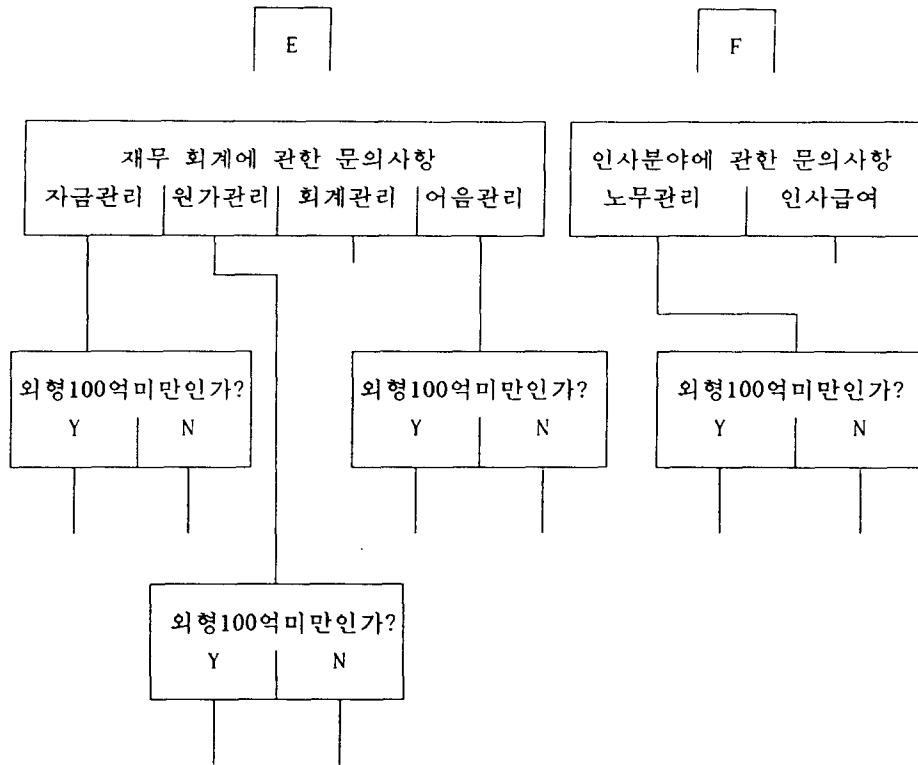 E
F
재무 회계에 관한 문의사항
자금관리 원가관리 회계관리 어음관리
인사분야에 관한 문의사항
노무관리 인사급여
외형100억미만인가?
Y N
외형100억미만인가?
Y N
외형100억미만인가?
Y N
외형100억미만인가?
Y N